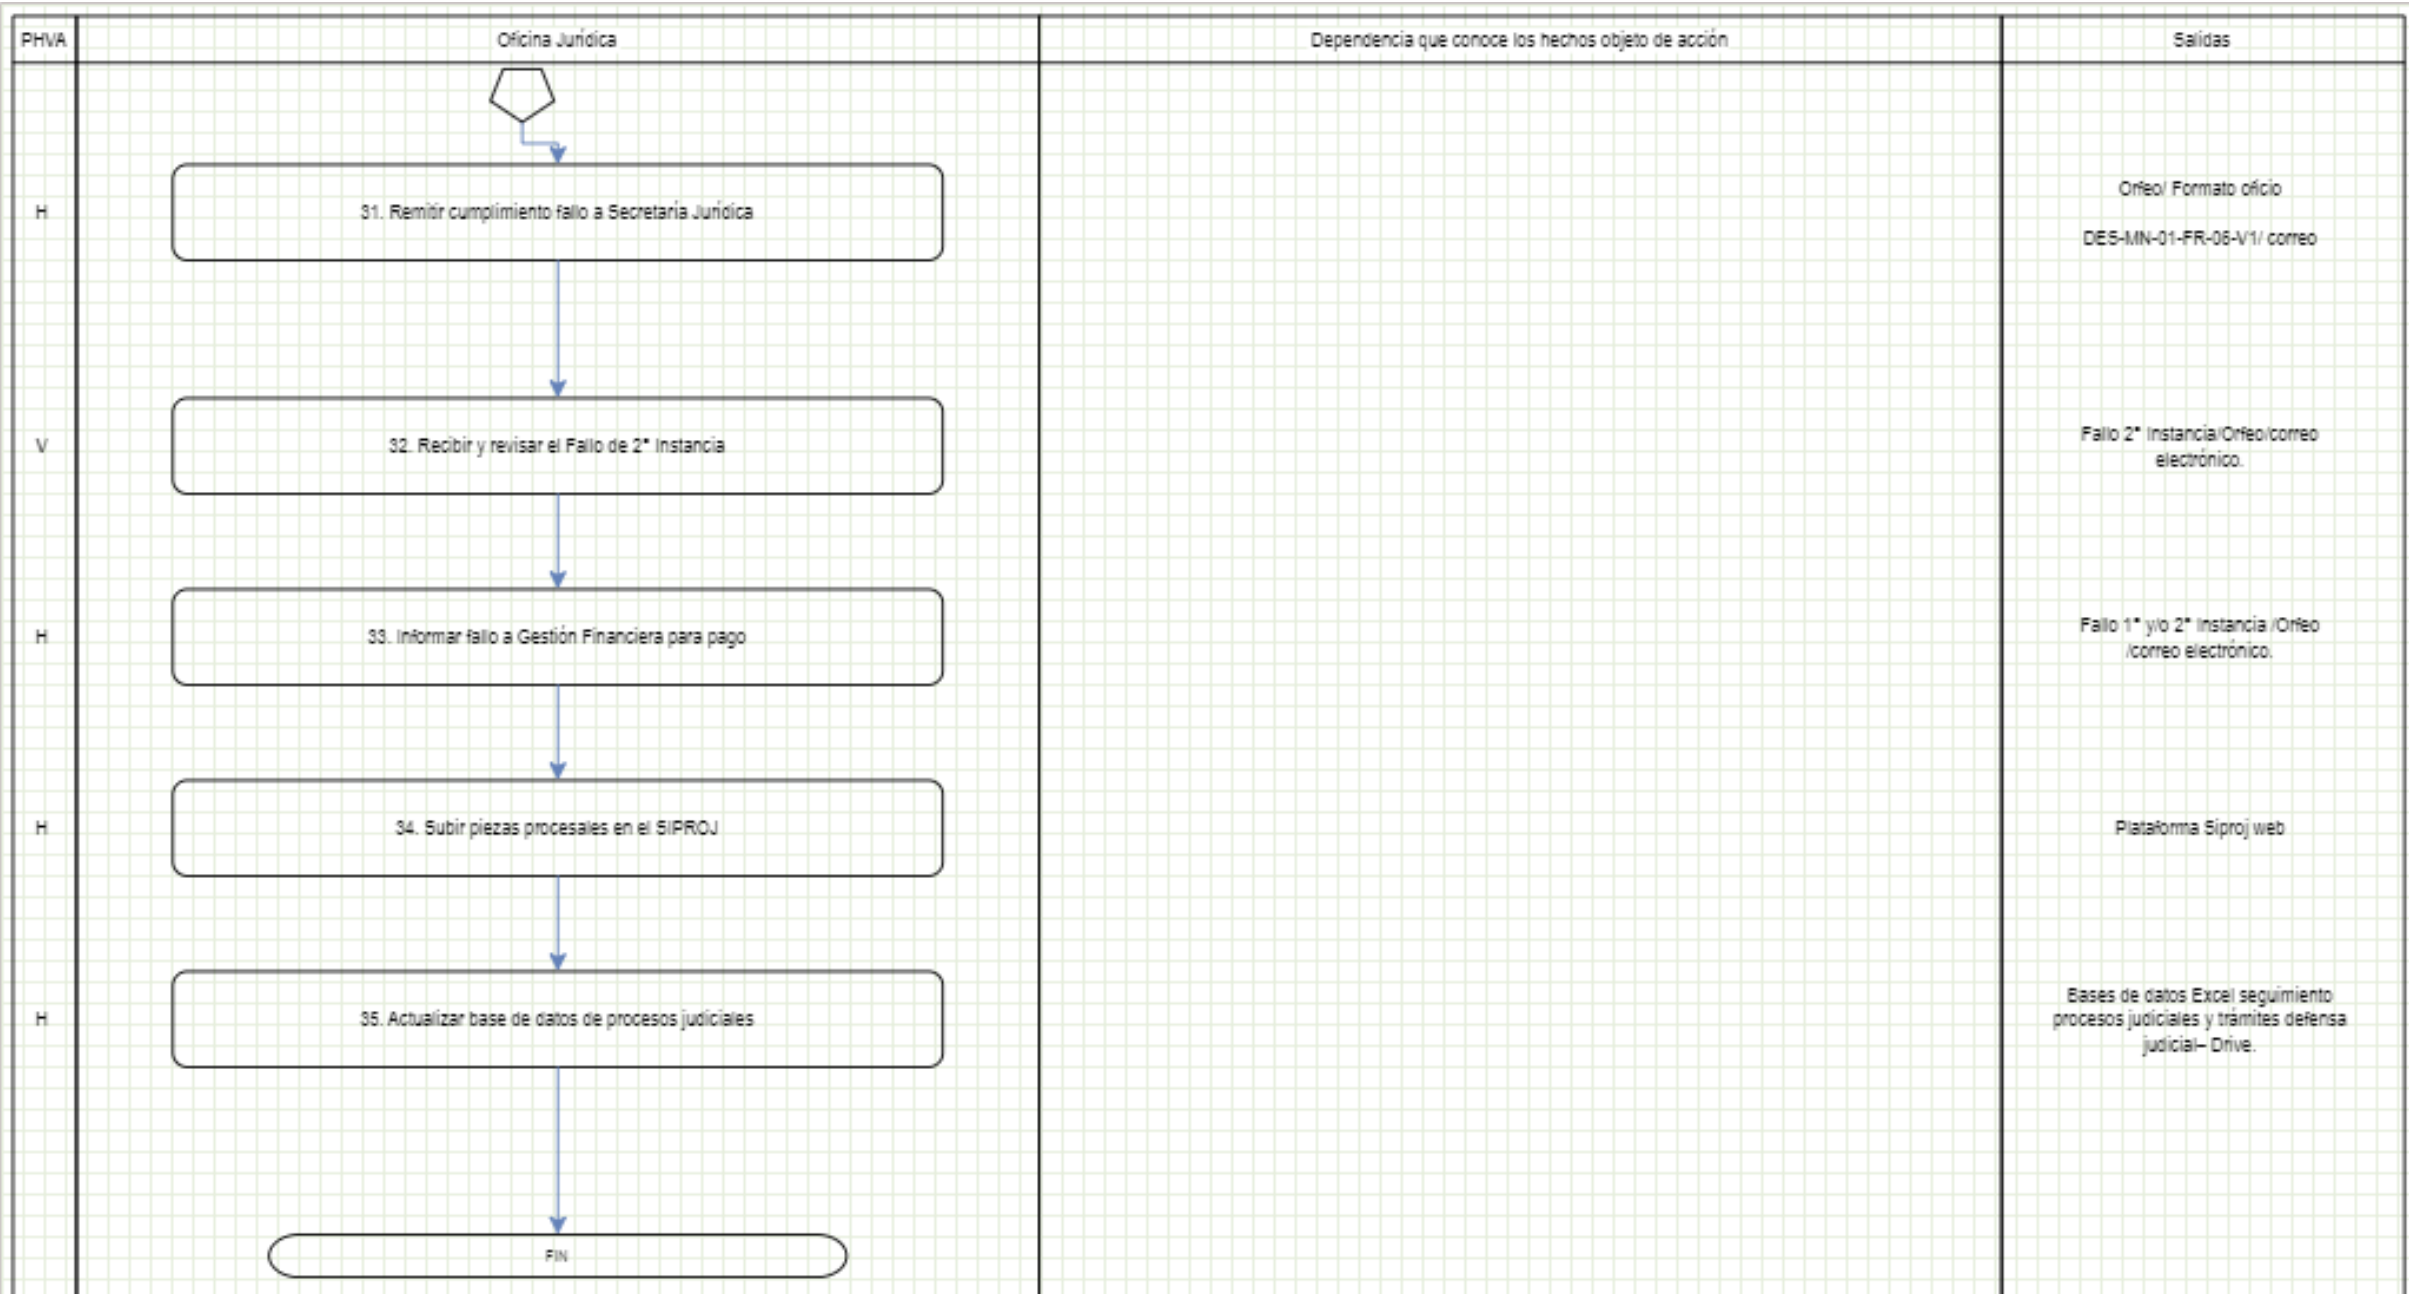 PHVA
Oficina Jurídica
Dependencia que conoce los hechos objeto de acción
Salidas
H
31. Remitir cumplimiento fallo a Secretaría Jurídica
Orfeo/ Formato oficio
DES-MN-01-FR-06-V1/ correo
V
32. Recibir y revisar el Fallo de 2° Instancia
Fallo 2° Instancia/Orfeo/correo
electrónico.
H
33. Informar fallo a Gestión Financiera para pago
Fallo 1° y/o 2° Instancia /Orfeo
/correo electrónico.
H
34. Subir piezas procesales en el SIPROJ
Plataforma Siproj web
H
35. Actualizar base de datos de procesos judiciales
Bases de datos Excel seguimiento
procesos judiciales y trámites defensa
judicial– Drive.
FIN